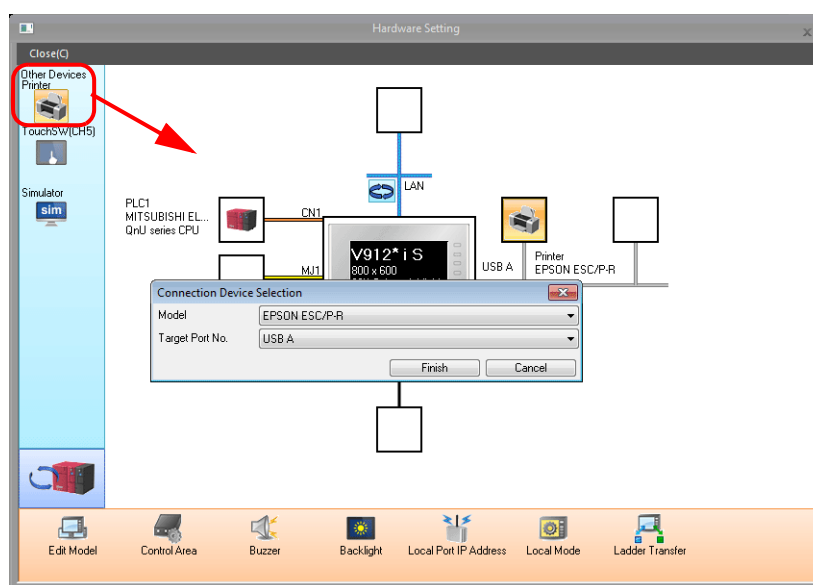 Hardware Setting
Close(C)
Other Devices
Printer
TouchSW(CH5)
Simulator
sim
LAN
PLC1
MITSUBISHI EL...
QnU series CPU
CN1
MJ1
V912* i S
800 x 600
USB A
Printer
EPSON ESC/P-R
Connection Device Selection
Model
EPSON ESC/P-R
Target Port No.
USB A
Finish
Cancel
Edit Model
Control Area
Buzzer
Backlight
Local Port IP Address
Local Mode
Ladder Transfer